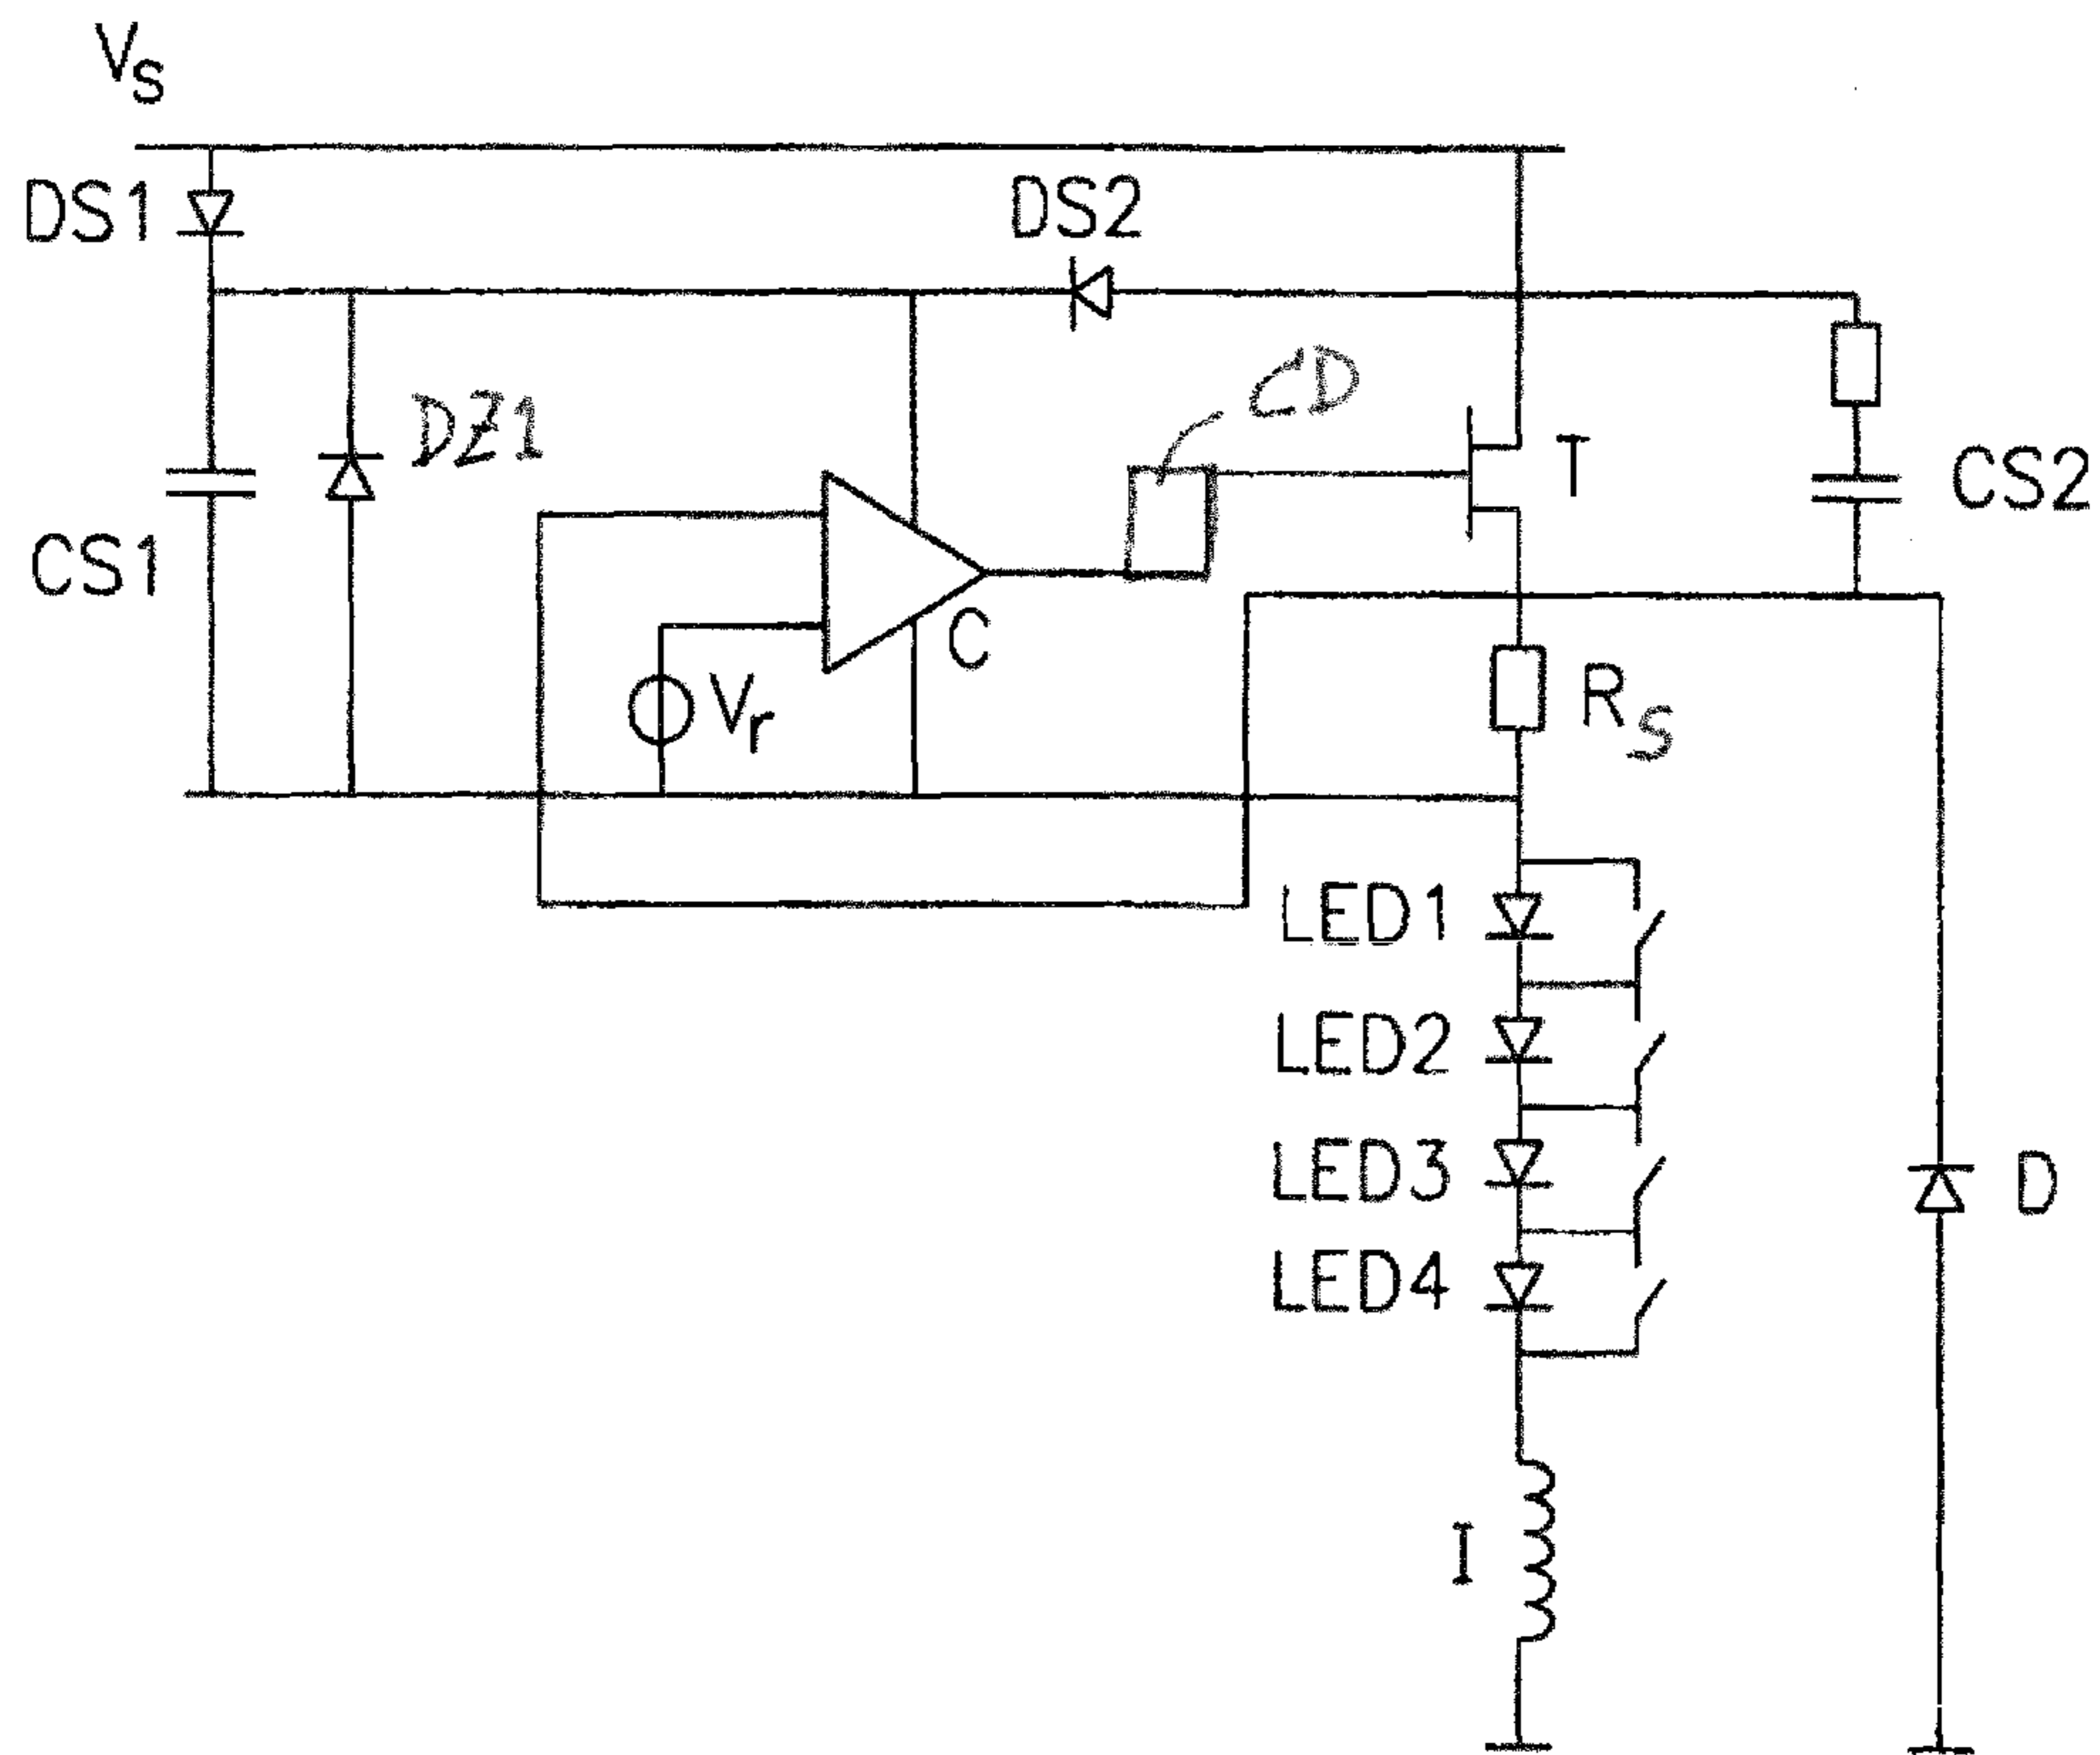 Vs
DS1
DS2
DZ1
CD
T
CS2
CS1
C
Vr
RS
LED1
LED2
LED3
LED4
D
I